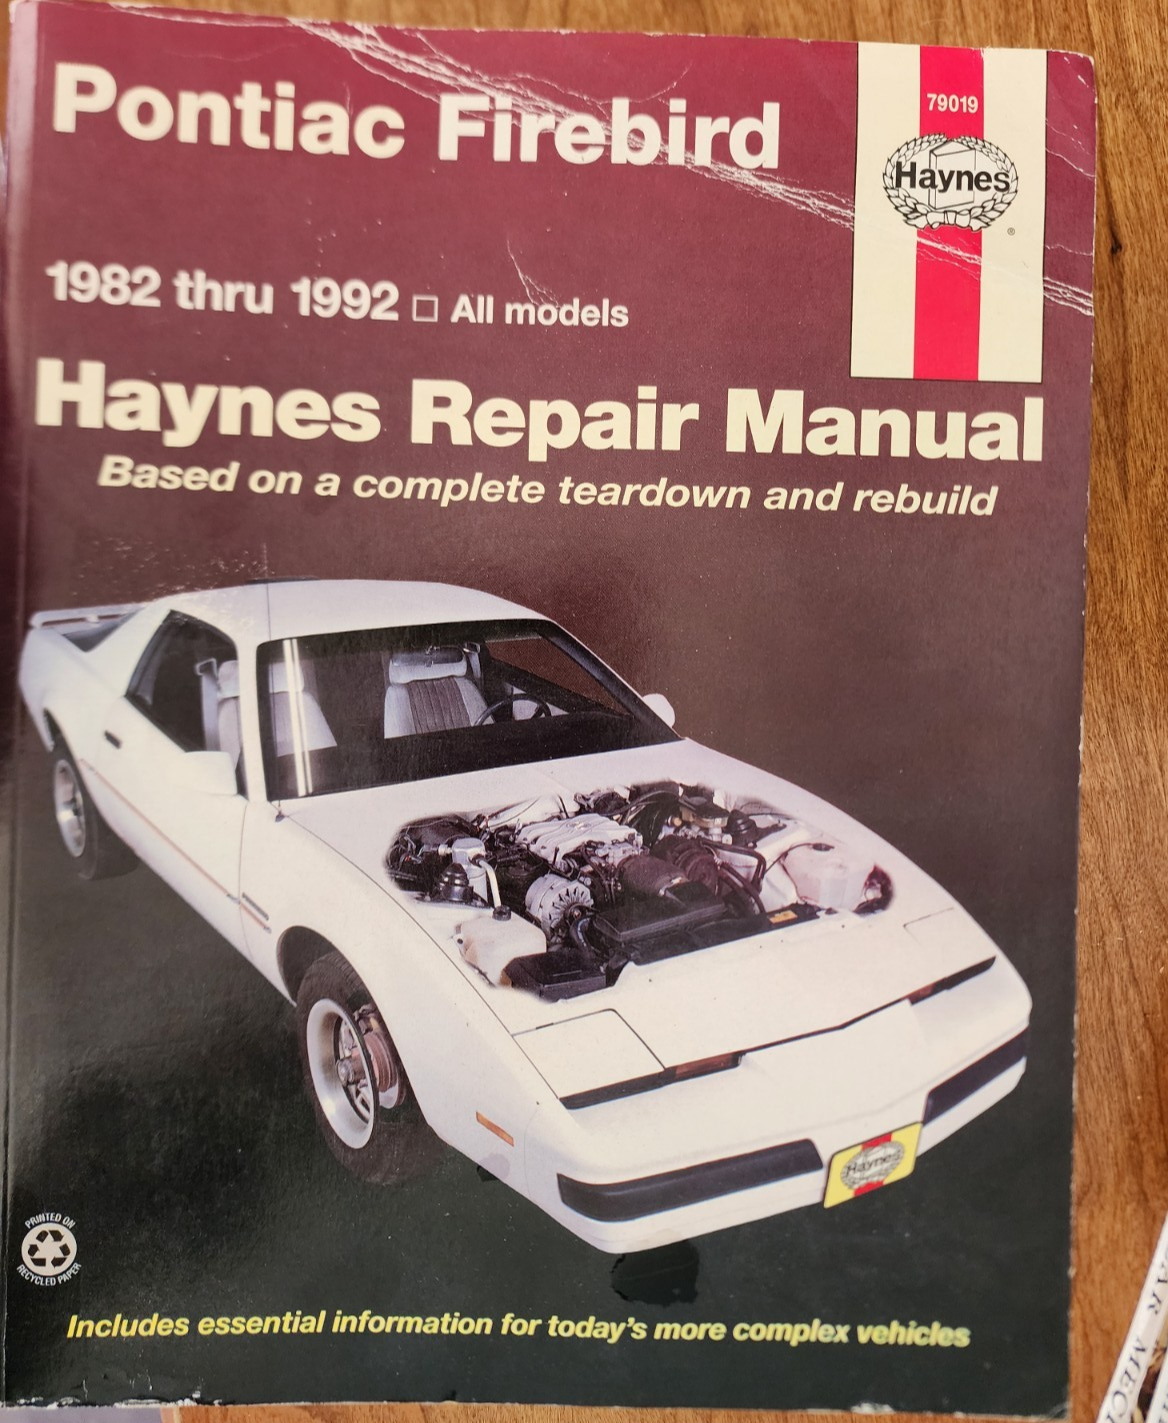 Pontiac Firebird
79019
Haynes
®
1982 thru 1992 □ All models
Haynes Repair Manual
Based on a complete teardown and rebuild
Haynes
PRINTED ON
RECYCLED PAPER
Includes essential information for today's more complex vehicles